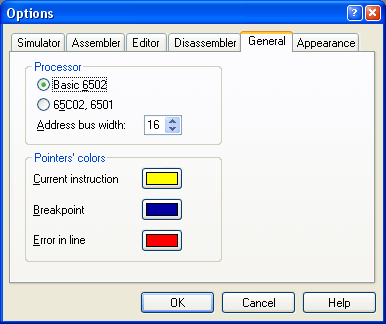 Options
Simulator Assembler Editor Disassembler General Appearance
Processor
Basic 6502
65C02, 6501
Address bus width: 16
Pointers' colors
Current instruction
Breakpoint
Error in line
OK Cancel Help